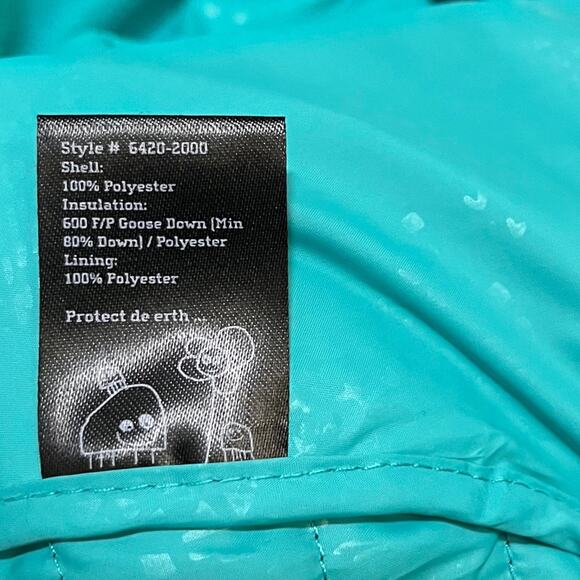 Style # 6420-2000
Shell:
100% Polyester
Insulation:
600 F/P Goose Down (Min
80% Down) / Polyester
Lining:
100% Polyester
Protect de erth ...